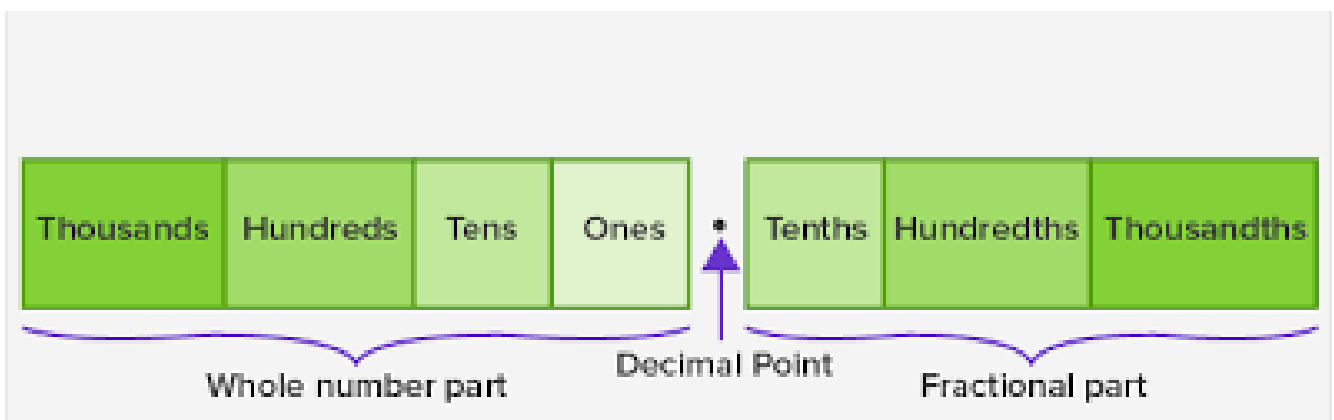 Thousands Hundreds Tens Ones . Tenths Hundredths Thousandths
Decimal Point
Whole number part Fractional part